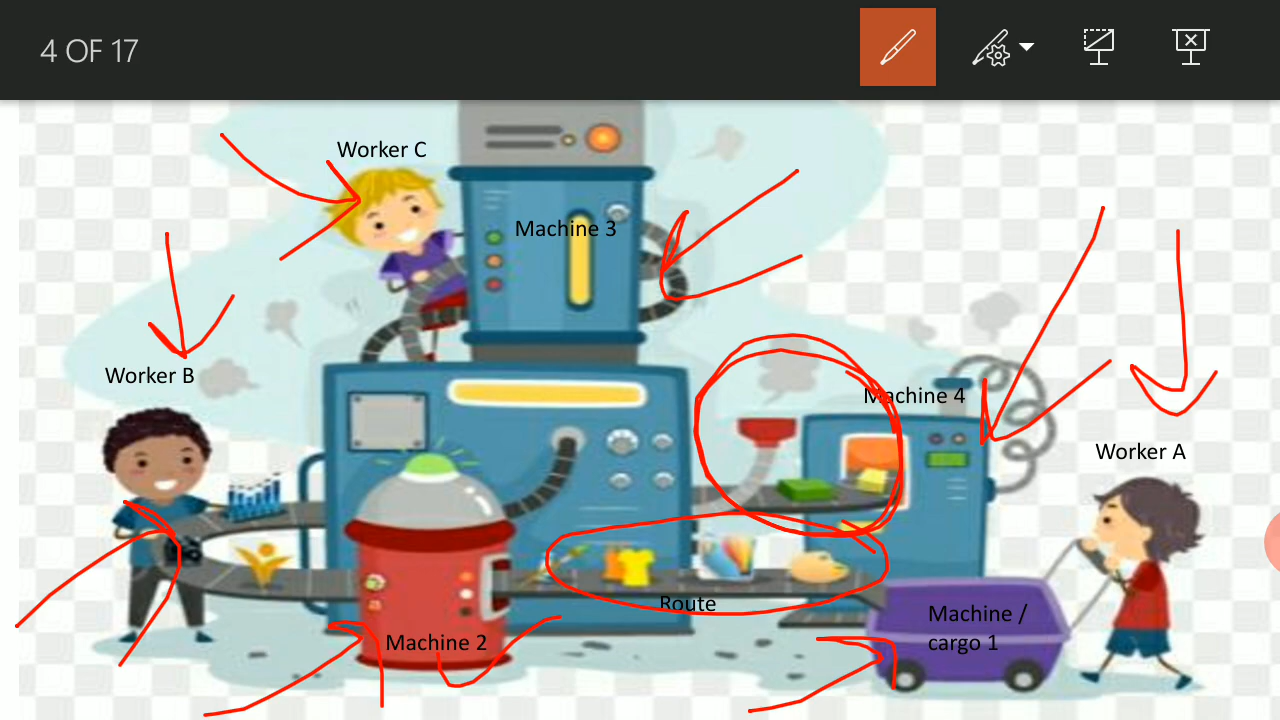 4 OF 17
Worker C
Machine 3
Worker B
Machine 4
Worker A
Route
Machine /
cargo 1
Machine 2